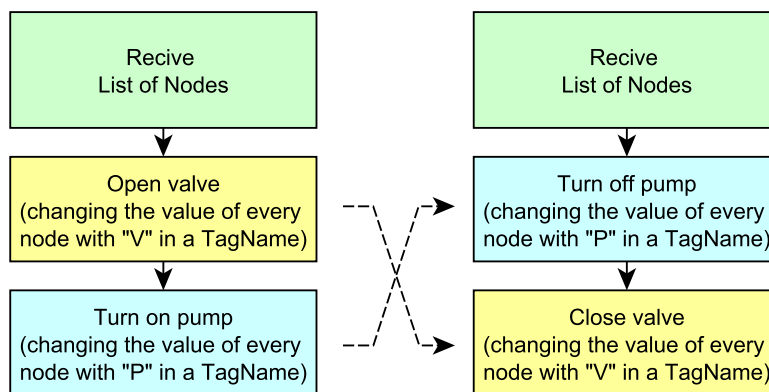 Recive
List of Nodes
Open valve
(changing the value of every
node with "V" in a TagName)
Turn on pump
(changing the value of every
node with "P" in a TagName)
Recive
List of Nodes
Turn off pump
(changing the value of every
node with "P" in a TagName)
Close valve
(changing the value of every
node with "V" in a TagName)